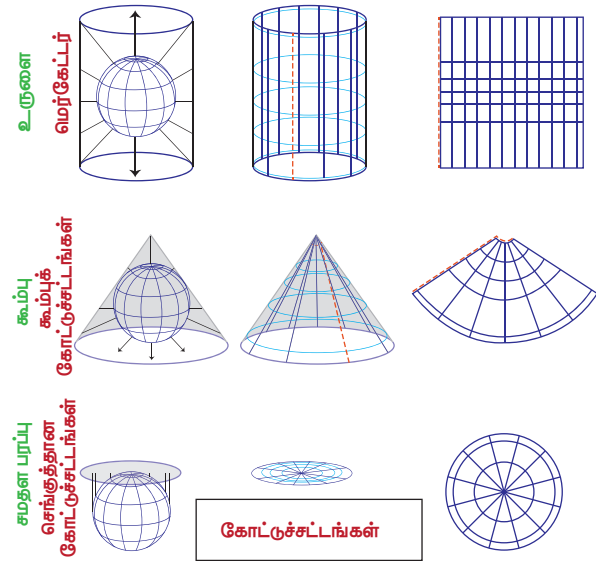 உருளை
மெர்கேட்டர்
கூம்பு
கூம்புக்
கோட்டுச்சட்டங்கள்
சமதள பரப்பு
செங்குத்தான
கோட்டுச்சட்டங்கள்
கோட்டுச்சட்டங்கள்